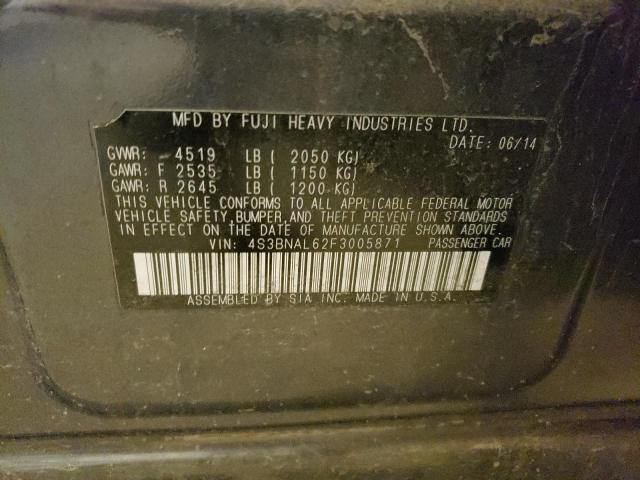 MFD BY FUJI HEAVY INDUSTRIES LTD.
DATE: 06/14
GVWR: 4519 LB ( 2050 KG)
GAWR: F 2535 LB ( 1150 KG)
GAWR: R 2645 LB ( 1200 KG)
THIS VEHICLE CONFORMS TO ALL APPLICABLE FEDERAL MOTOR
VEHICLE SAFETY, BUMPER, AND THEFT PREVENTION STANDARDS
IN EFFECT ON THE DATE OF MANUFACTURE SHOWN ABOVE.
VIN: 4S3BNAL62F3005871 PASSENGER CAR
ASSEMBLED BY SIA INC. MADE IN U.S.A.